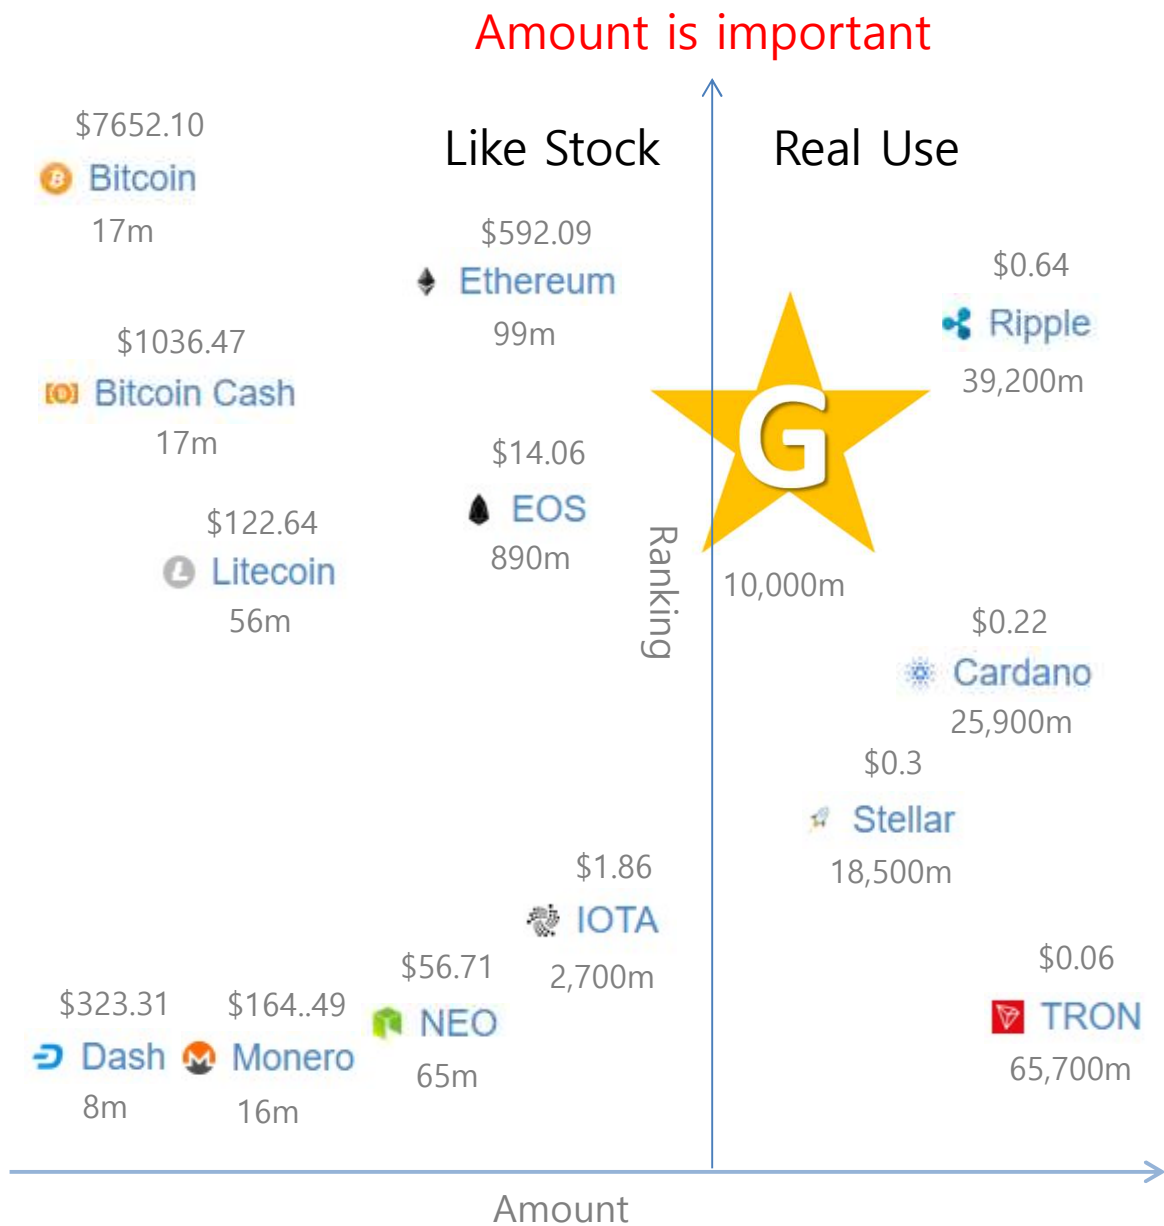 Amount is important
Like Stock
Real Use
$7652.10
Bitcoin
17m
$592.09
Ethereum
99m
$0.64
Ripple
39,200m
$1036.47
Bitcoin Cash
17m
G
10,000m
$14.06
EOS
890m
$122.64
Litecoin
56m
Ranking
$0.22
Cardano
25,900m
$0.3
Stellar
18,500m
$1.86
IOTA
2,700m
$56.71
NEO
65m
$0.06
TRON
65,700m
$323.31
Dash
8m
$164..49
Monero
16m
Amount